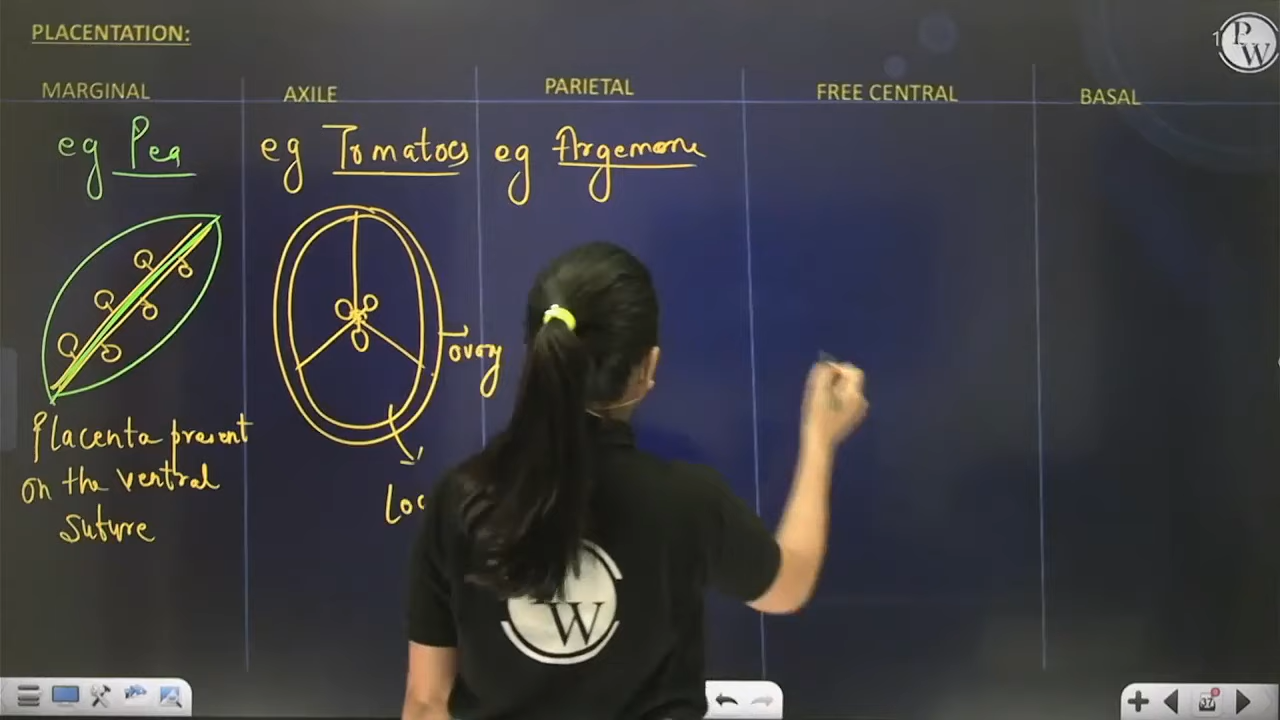 PLACENTATION:
MARGINAL
AXILE
PARIETAL
FREE CENTRAL
BASAL
eg Pea
eg Tomatoes
eg Argemone
ovary
Placenta present
on the ventral
suture
PW
W